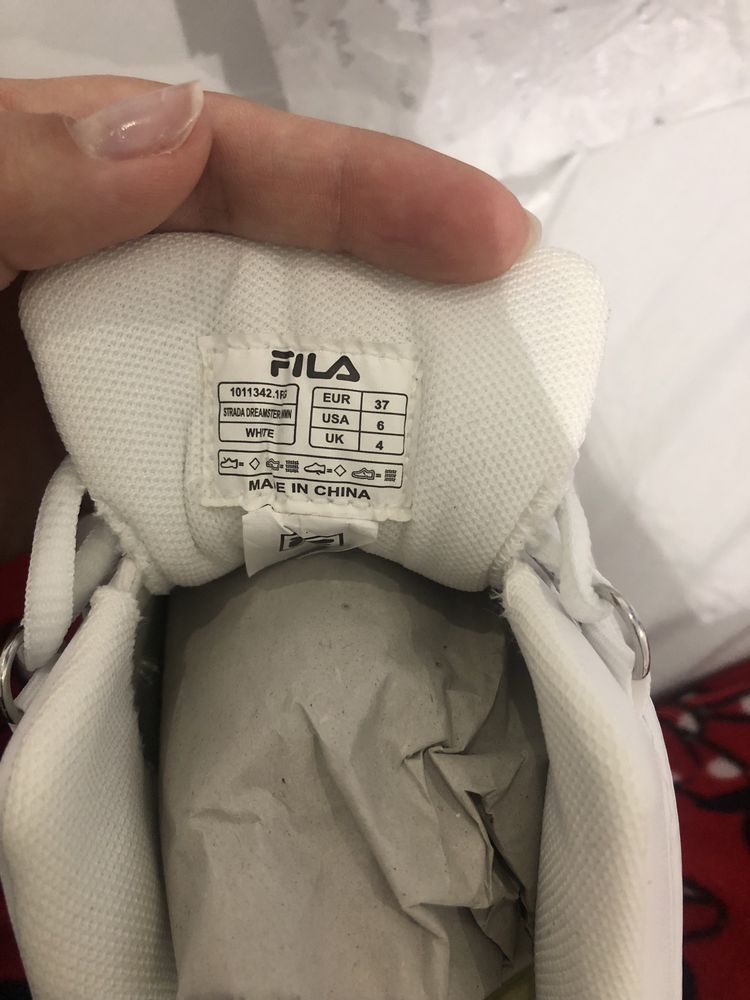 FILA
1011342.1FG
STRADA DREAMSTER WMN
WHITE
EUR 37
USA 6
UK 4
MADE IN CHINA